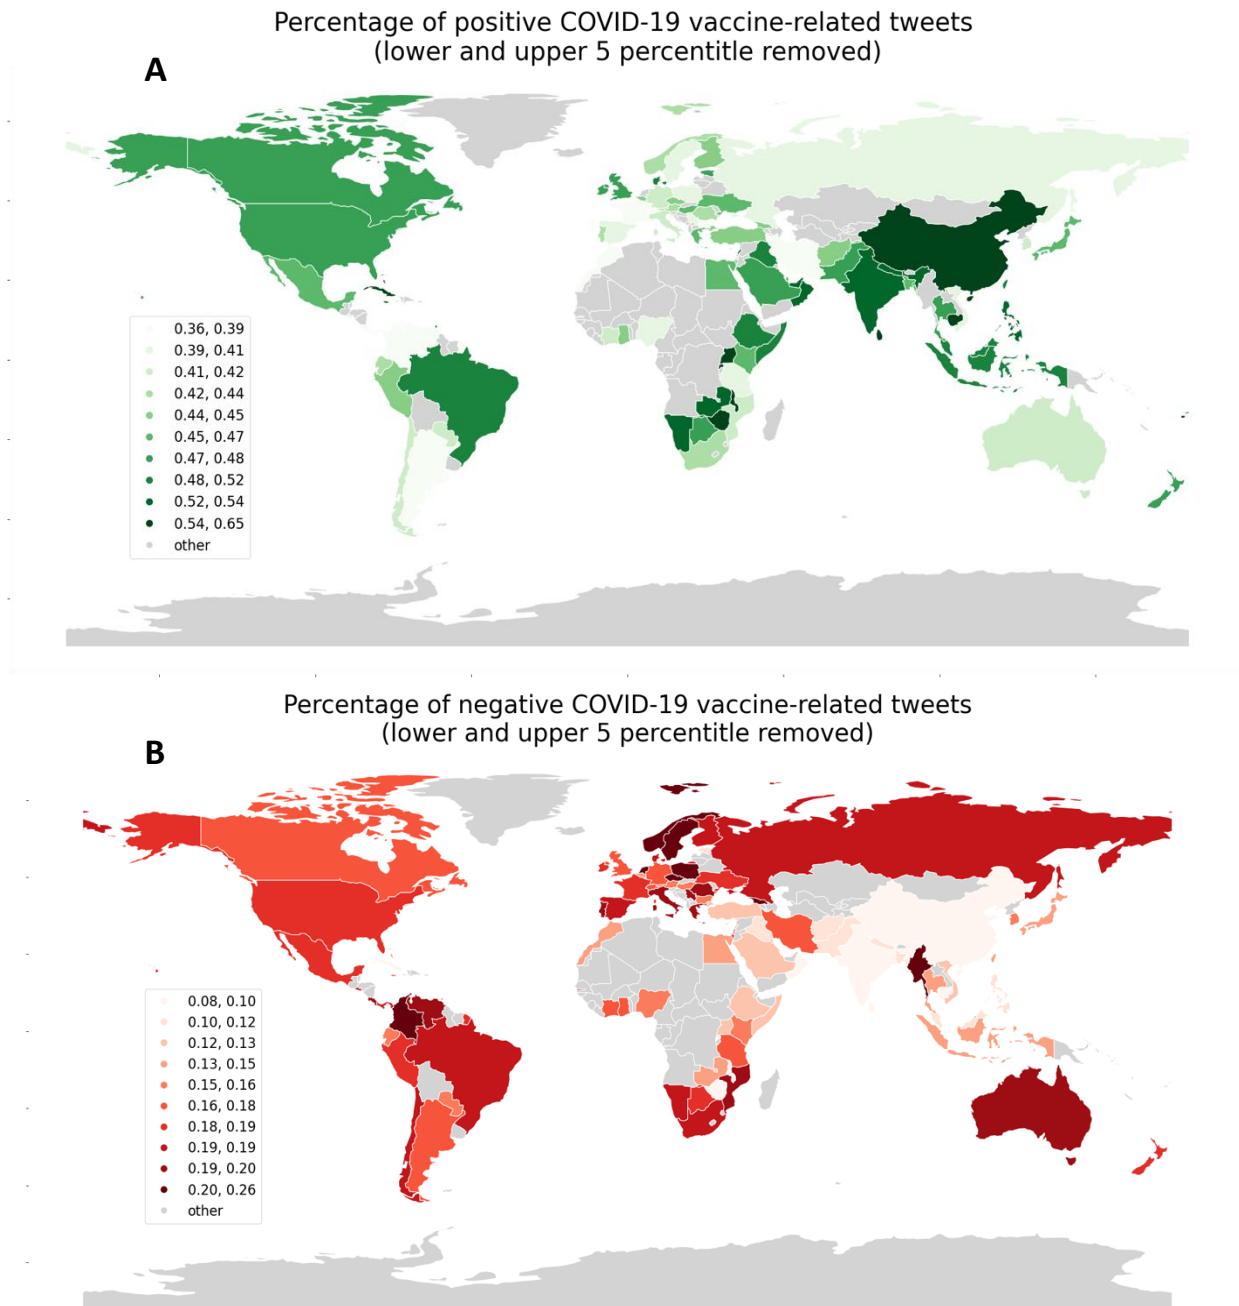 Percentage of positive COVID-19 vaccine-related tweets
(lower and upper 5 percentitle removed)
A
0.36, 0.39
0.39, 0.41
0.41, 0.42
0.42, 0.44
0.44, 0.45
0.45, 0.47
0.47, 0.48
0.48, 0.52
0.52, 0.54
0.54, 0.65
other
Percentage of negative COVID-19 vaccine-related tweets
(lower and upper 5 percentitle removed)
B
0.08, 0.10
0.10, 0.12
0.12, 0.13
0.13, 0.15
0.15, 0.16
0.16, 0.18
0.18, 0.19
0.19, 0.19
0.19, 0.20
0.20, 0.26
other